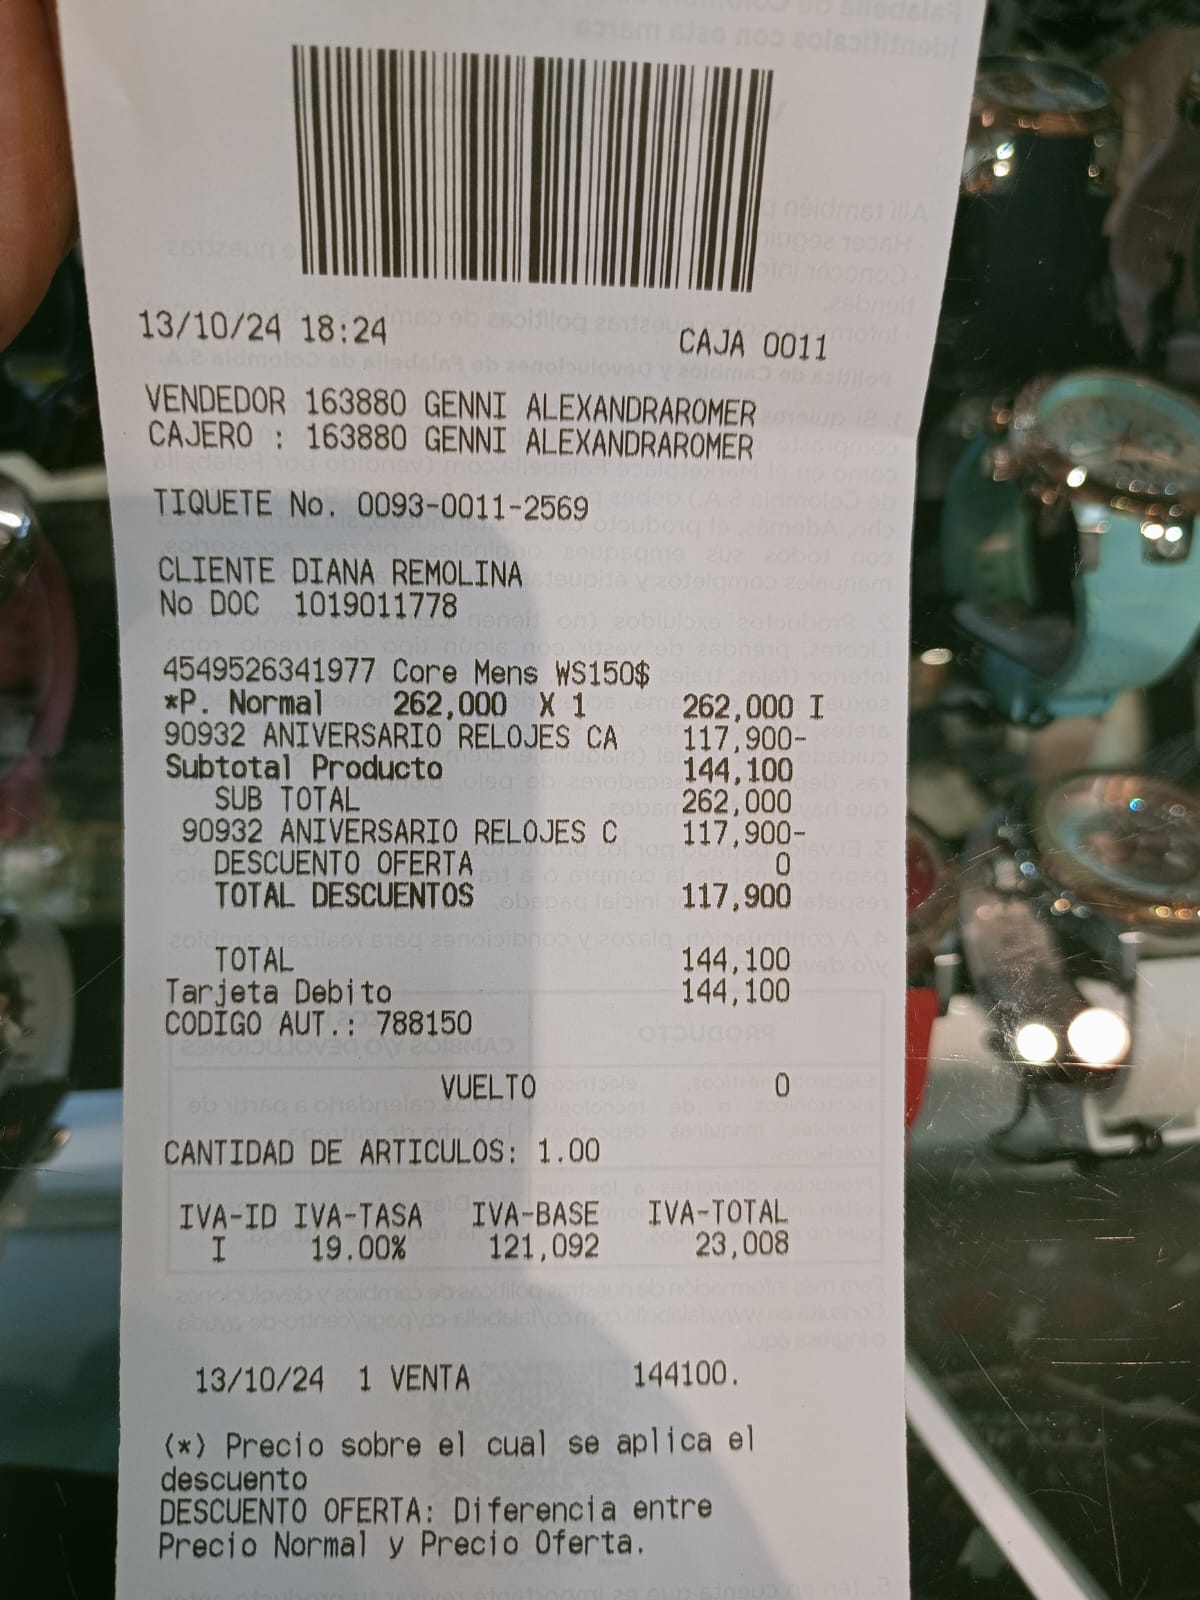 13/10/24 18:24 CAJA 0011
VENDEDOR 163880 GENNI ALEXANDRAROMER
CAJERO : 163880 GENNI ALEXANDRAROMER
TIQUETE No. 0093-0011-2569
CLIENTE DIANA REMOLINA
No DOC 1019011778
4549526341977 Core Mens WS150$
*P. Normal 262,000 X 1 262,000 I
90932 ANIVERSARIO RELOJES CA 117,900-
Subtotal Producto 144,100
SUB TOTAL 262,000
90932 ANIVERSARIO RELOJES C 117,900-
DESCUENTO OFERTA 0
TOTAL DESCUENTOS 117,900
TOTAL 144,100
Tarjeta Debito 144,100
CODIGO AUT.: 788150
VUELTO 0
CANTIDAD DE ARTICULOS: 1.00
IVA-ID IVA-TASA IVA-BASE IVA-TOTAL
I 19.00% 121,092 23,008
13/10/24 1 VENTA 144100.
(*) Precio sobre el cual se aplica el
descuento
DESCUENTO OFERTA: Diferencia entre
Precio Normal y Precio Oferta.